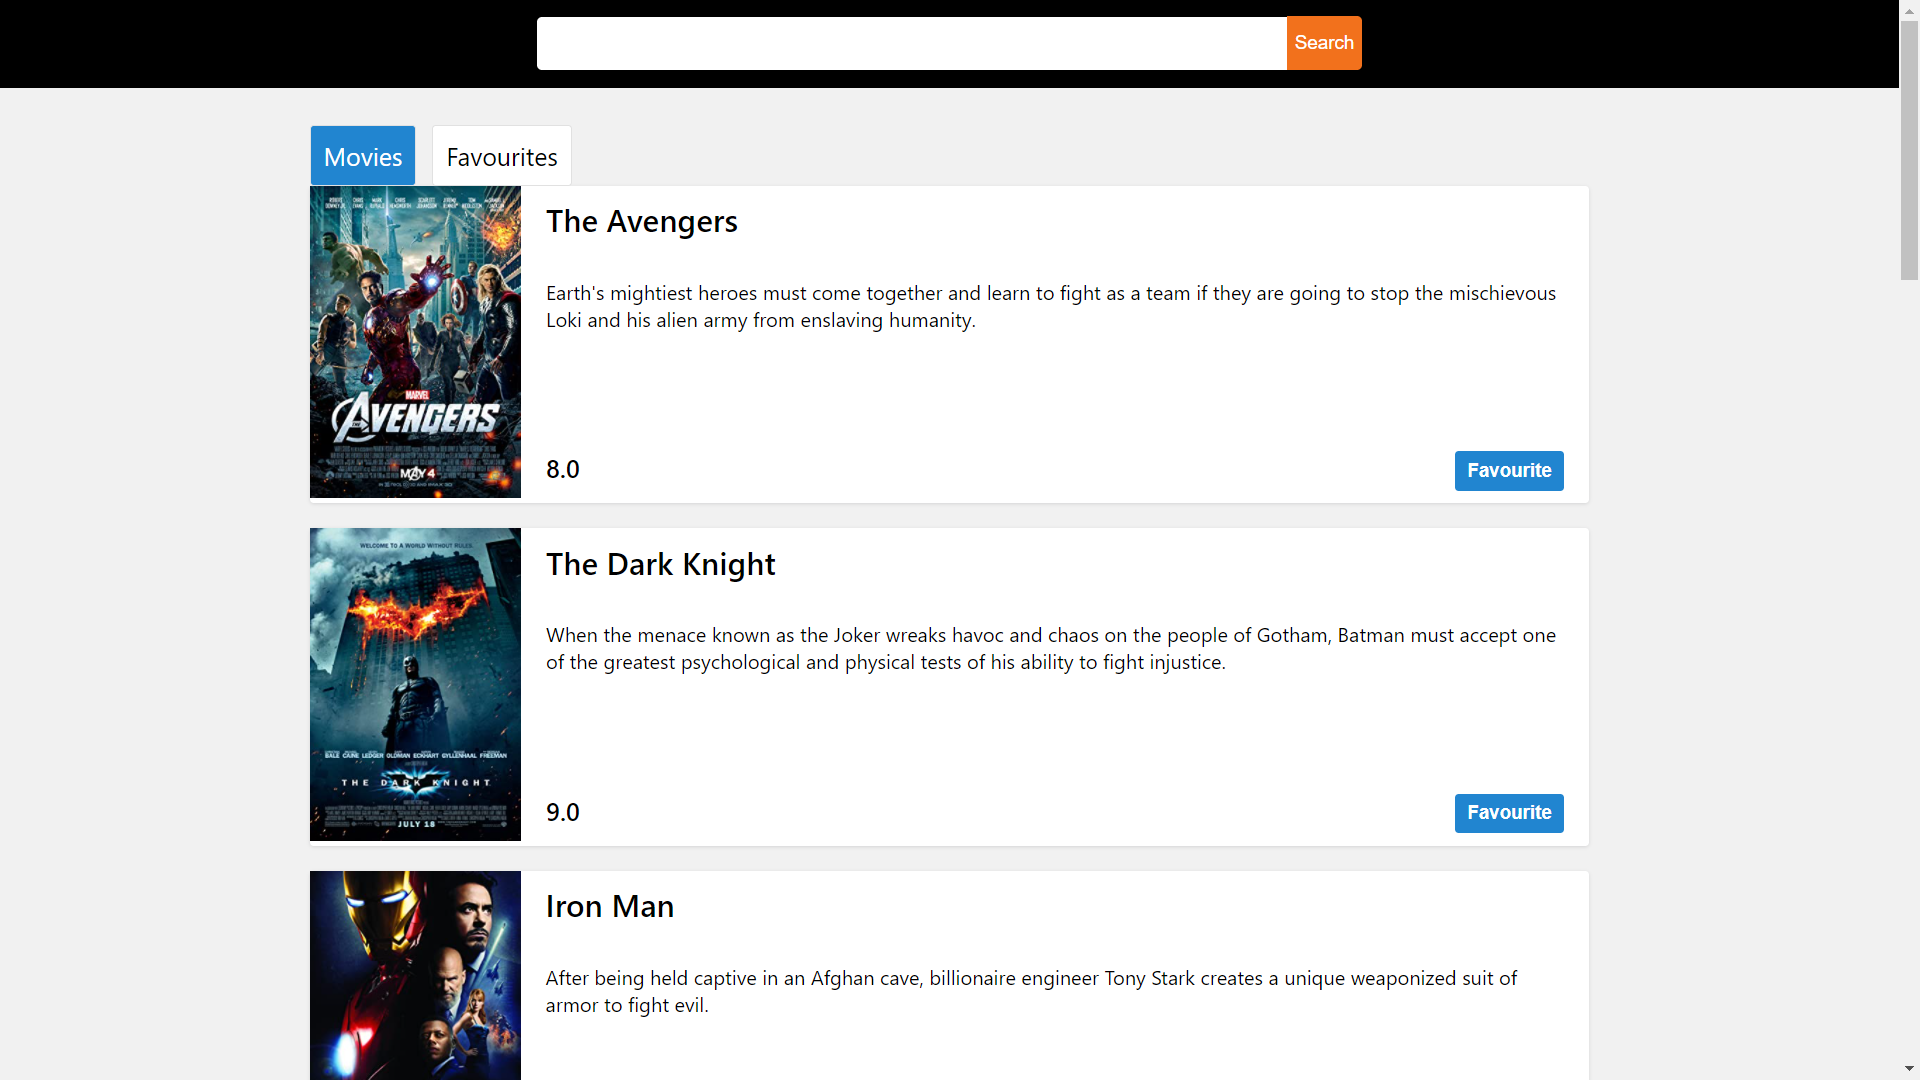 Search
Movies
Favourites
The Avengers
Earth's mightiest heroes must come together and learn to fight as a team if they are going to stop the mischievous
Loki and his alien army from enslaving humanity.
MARVEL
THE AVENGERS
MAY 4
8.0
Favourite
WELCOME TO A WORLD WITHOUT RULES.
The Dark Knight
When the menace known as the Joker wreaks havoc and chaos on the people of Gotham, Batman must accept one
of the greatest psychological and physical tests of his ability to fight injustice.
BALE CAINE LEDGER OLDMAN ECKHART GYLLENHAAL FREEMAN
THE DARK KNIGHT
JULY 18
9.0
Favourite
Iron Man
After being held captive in an Afghan cave, billionaire engineer Tony Stark creates a unique weaponized suit of
armor to fight evil.